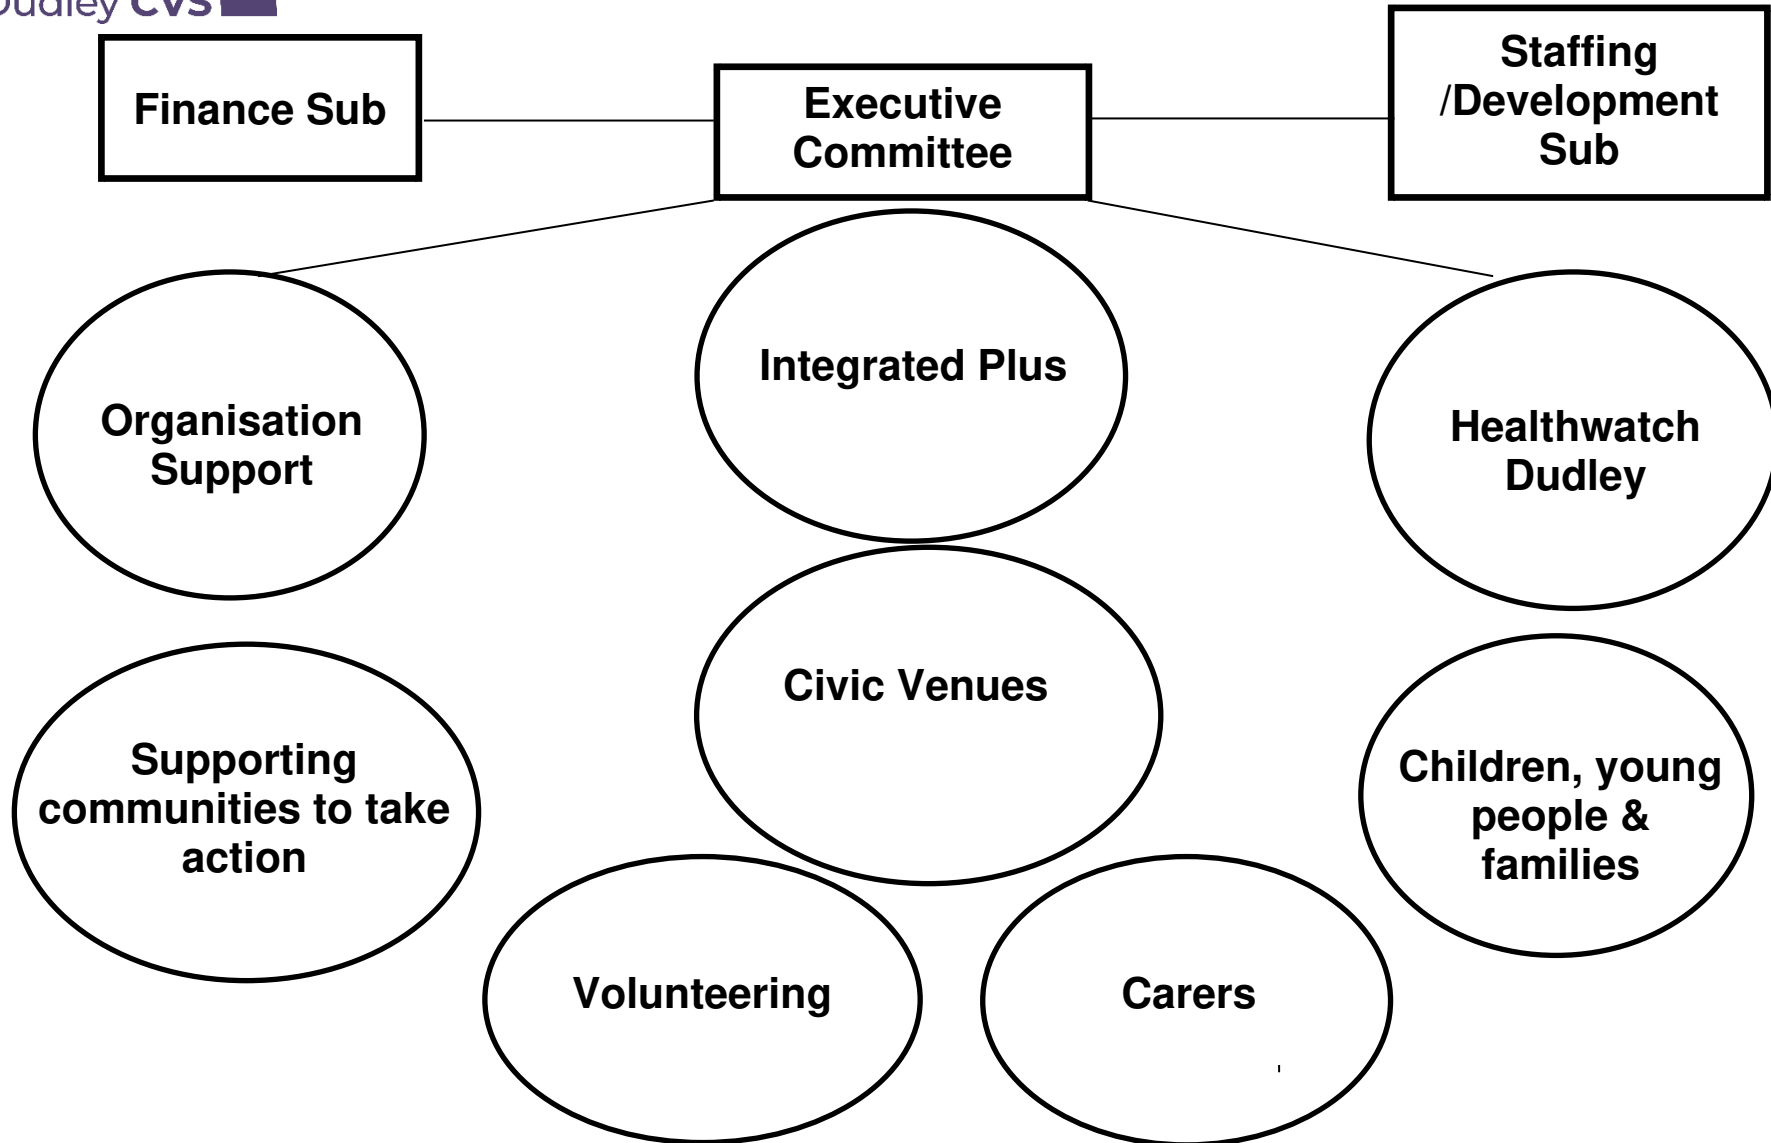 Dudley CVS
Finance Sub
Executive
Committee
Staffing
/Development
Sub
Organisation
Support
Integrated Plus
Healthwatch
Dudley
Supporting
communities to take
action
Civic Venues
Children, young
people &
families
Volunteering
Carers